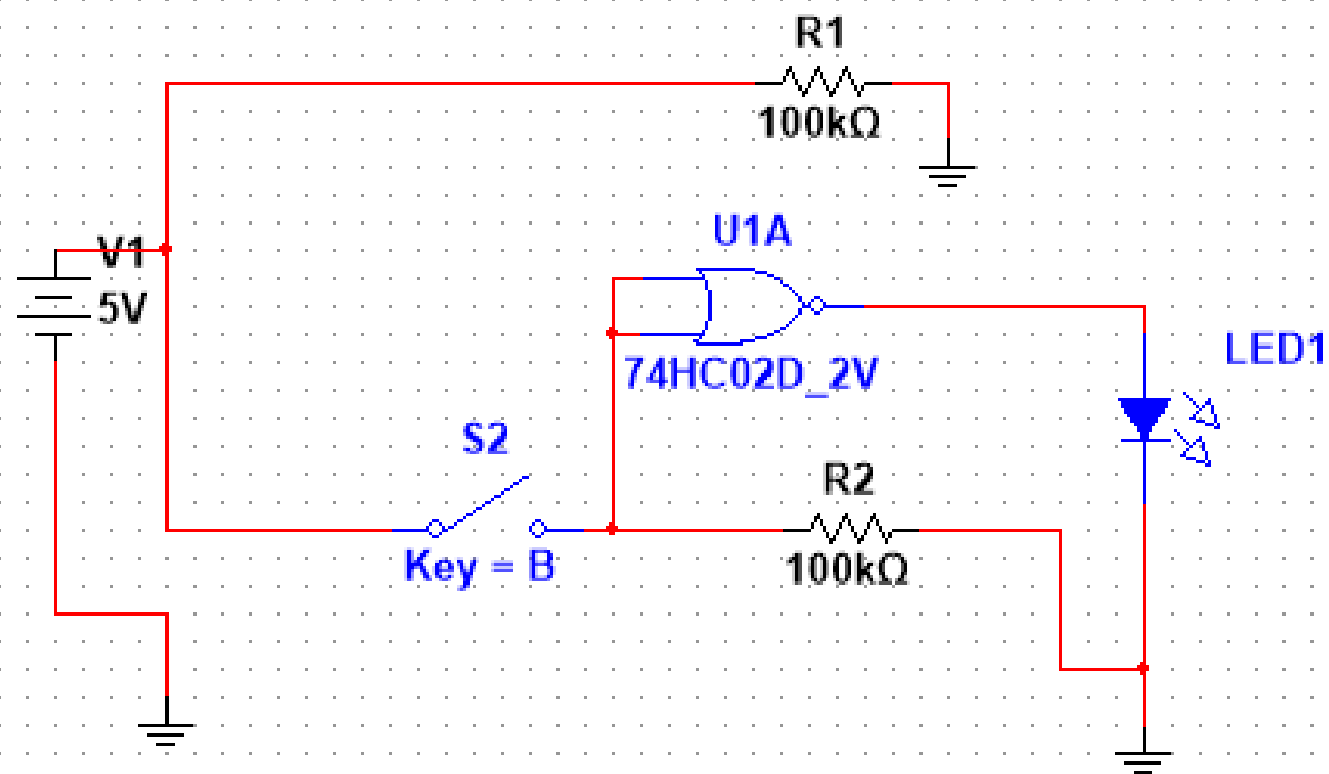 R1
100kΩ
V1
5V
U1A
74HC02D_2V
LED1
S2
Key = B
R2
100kΩ